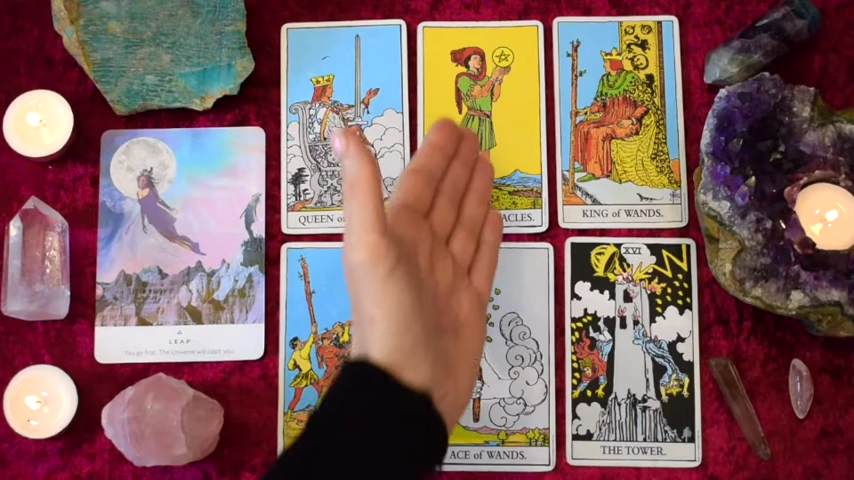 QUEEN o
ACLES.
KING of WANDS.
LEAP
You go first. The Universe will catch you.
ACE of WANDS.
XVI
THE TOWER.